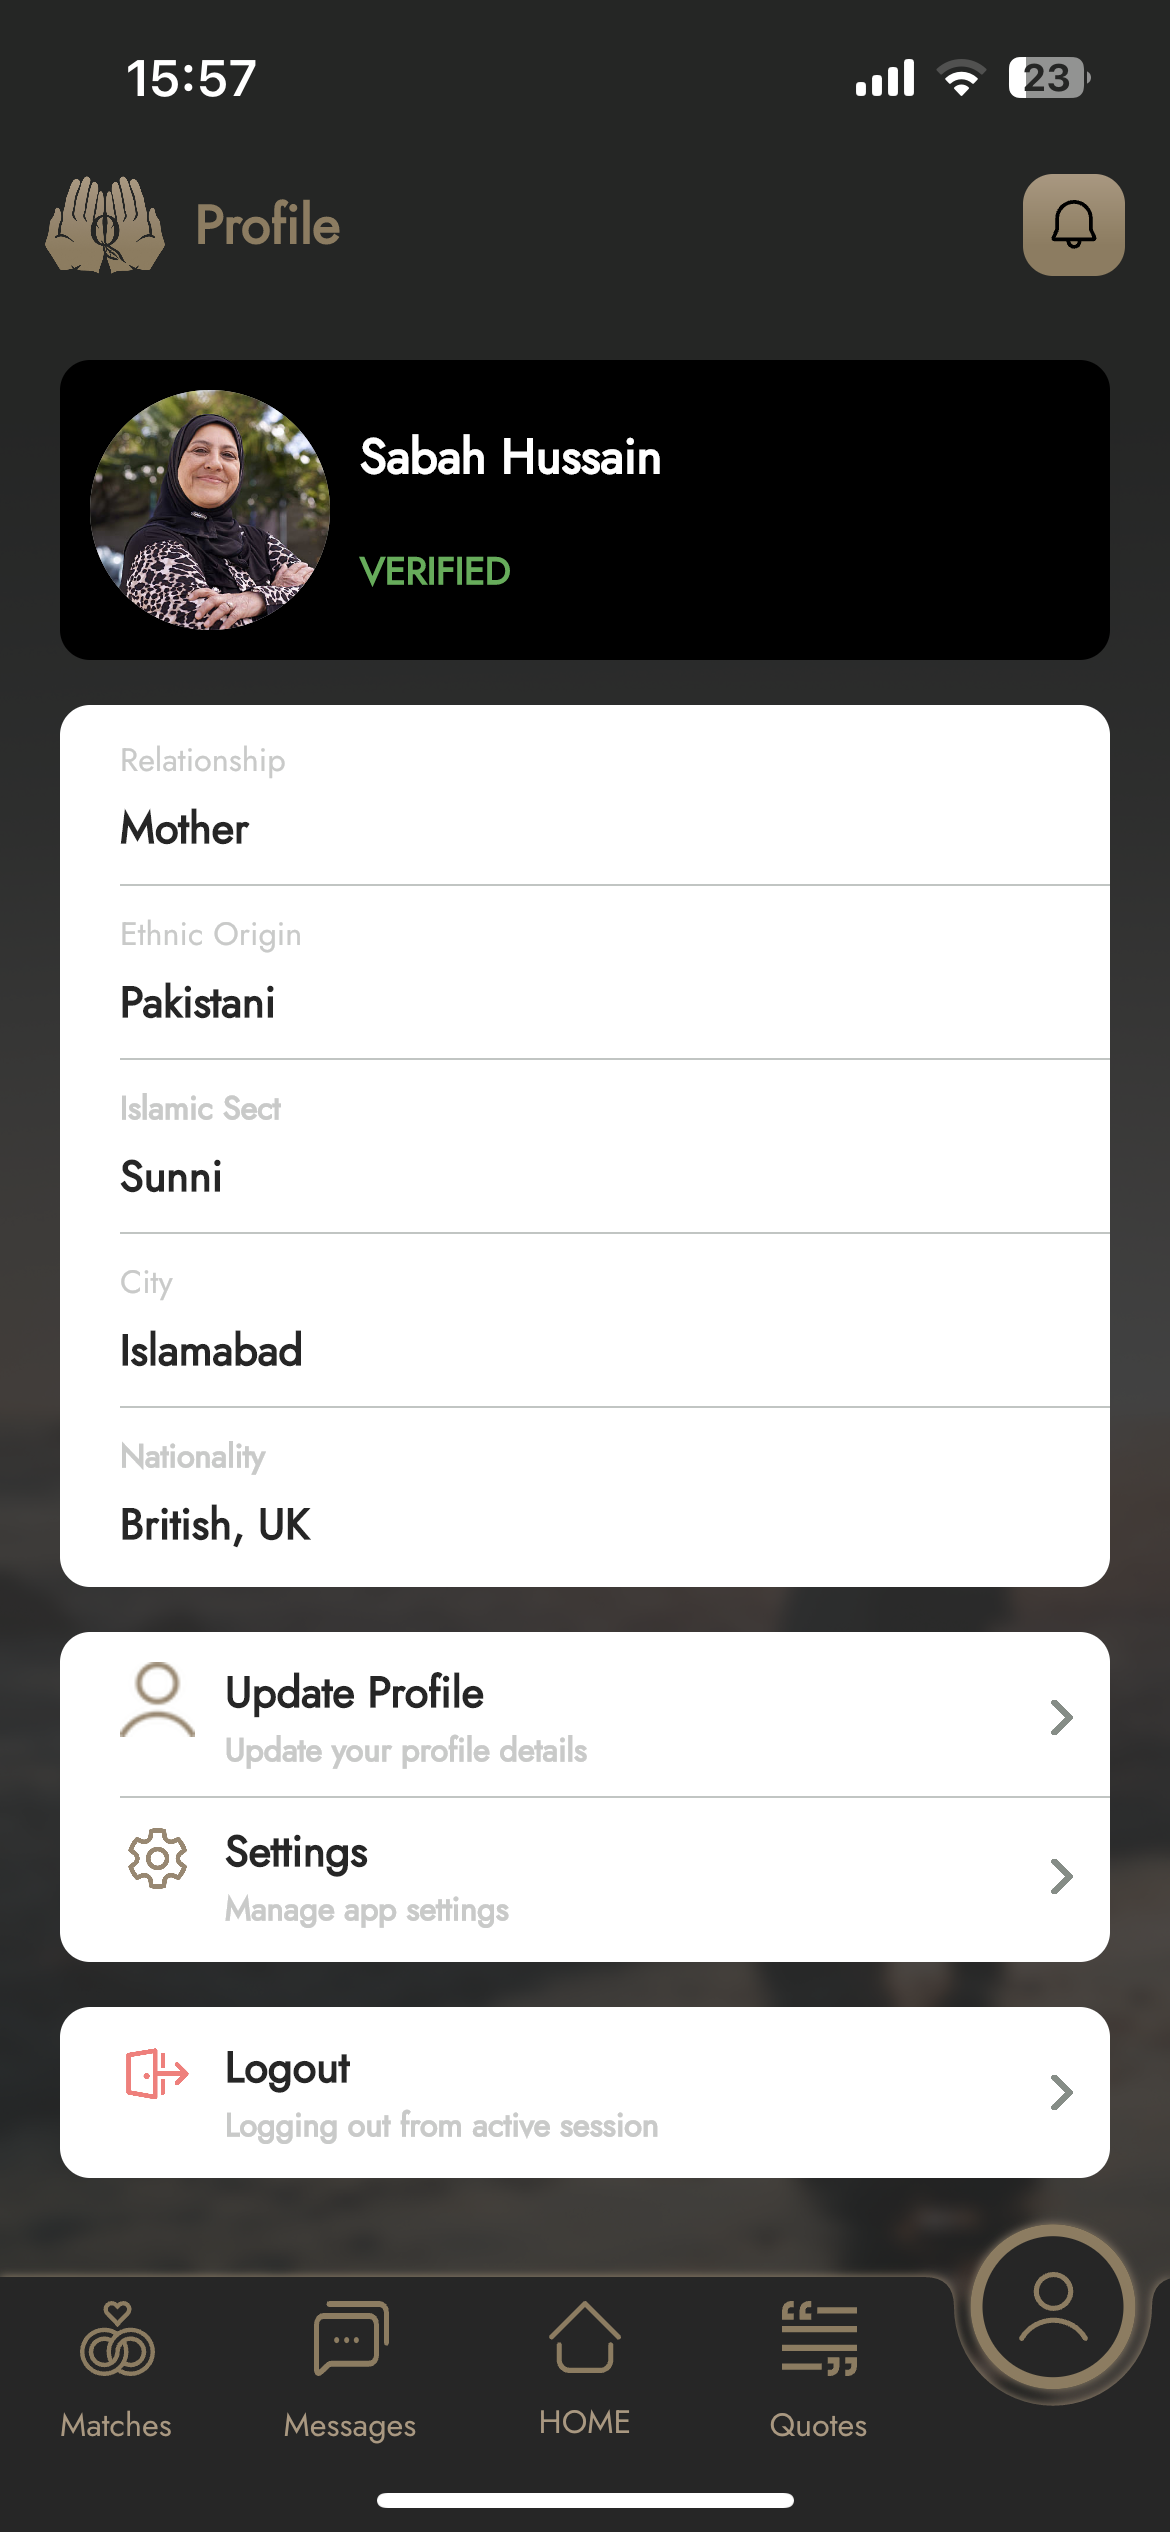 15:57
23
Profile
Sabah Hussain
VERIFIED
Relationship
Mother
Ethnic Origin
Pakistani
Islamic Sect
Sunni
City
Islamabad
Nationality
British, UK
Update Profile
Update your profile details
Settings
Manage app settings
Logout
Logging out from active session
Matches
Messages
HOME
Quotes